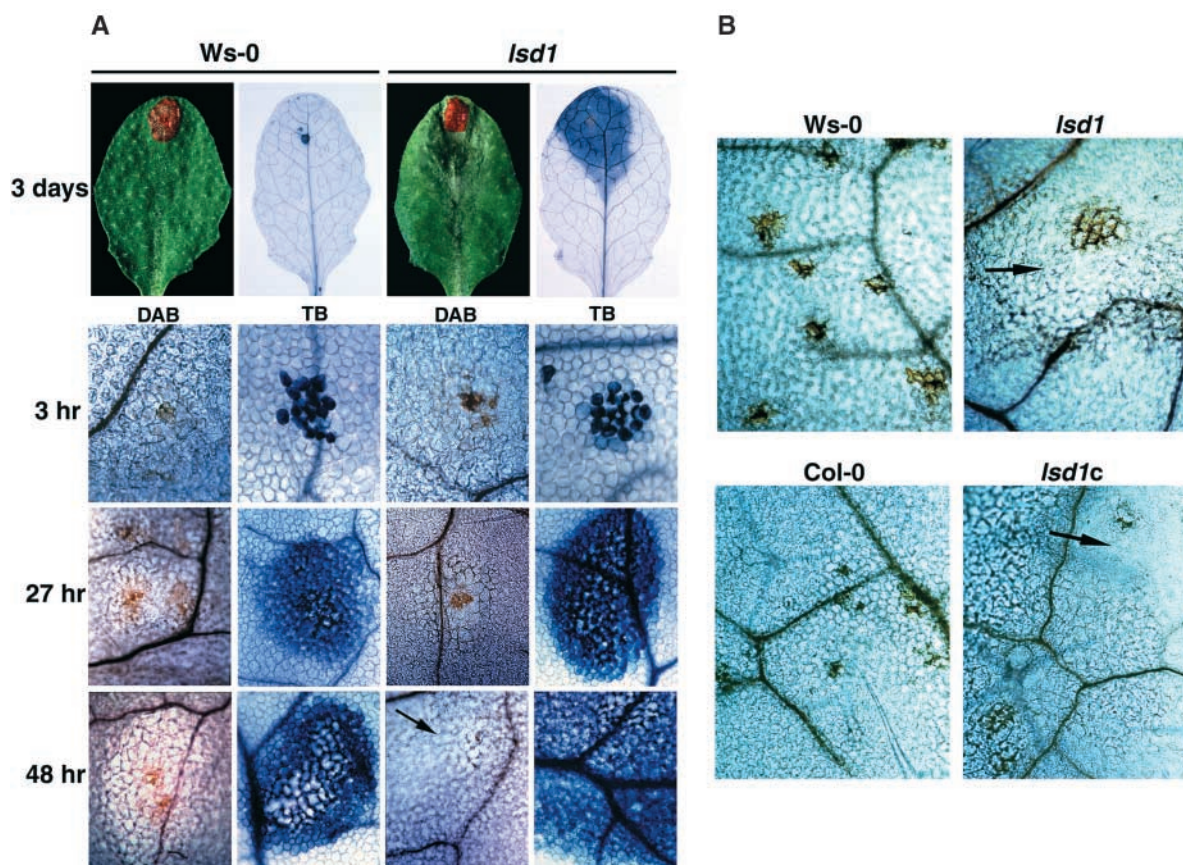 A
Ws-0
lsd1
3 days
DAB
TB
DAB
TB
3 hr
27 hr
48 hr
B
Ws-0
lsd1
Col-0
lsd1c